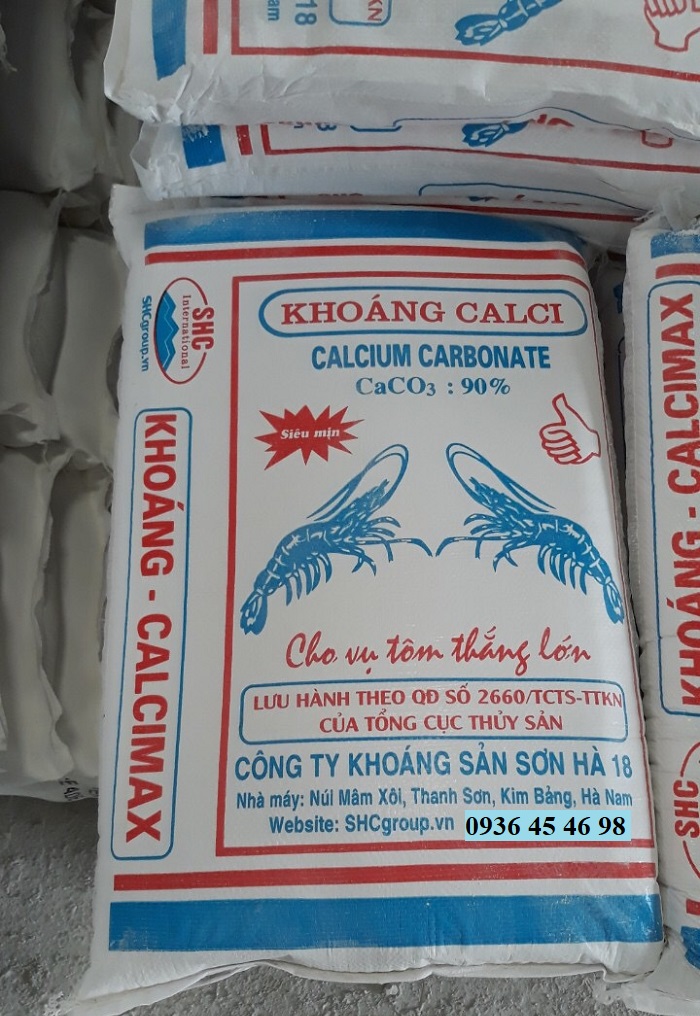 18
SHC
International
SHCgroup.vn
KHOÁNG - CALCIMAX
KHOÁNG CALCI
CALCIUM CARBONATE
CaCO3 : 90%
Siêu mịn
Cho vụ tôm thắng lớn
LƯU HÀNH THEO QĐ SỐ 2660/TCTS-TTKN
CỦA TỔNG CỤC THỦY SẢN
CÔNG TY KHOÁNG SẢN SƠN HÀ 18
Nhà máy: Núi Mâm Xôi, Thanh Sơn, Kim Bảng, Hà Nam
Website: SHCgroup.vn 0936 45 46 98
KHOÁNG - CALCIMAX
SHC